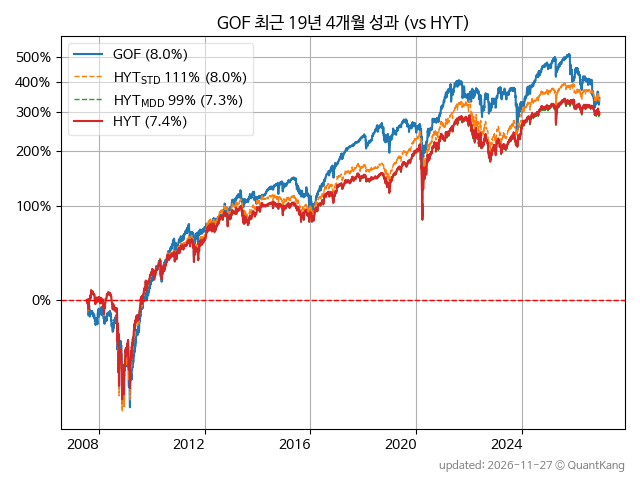 GOF 최근 19년 4개월 성과 (vs HYT)
GOF (8.0%)
HYT_STD 111% (8.0%)
HYT_MDD 99% (7.3%)
HYT (7.4%)
500%
400%
300%
200%
100%
0%
2008 2012 2016 2020 2024
updated: 2026-11-27 © QuantKang